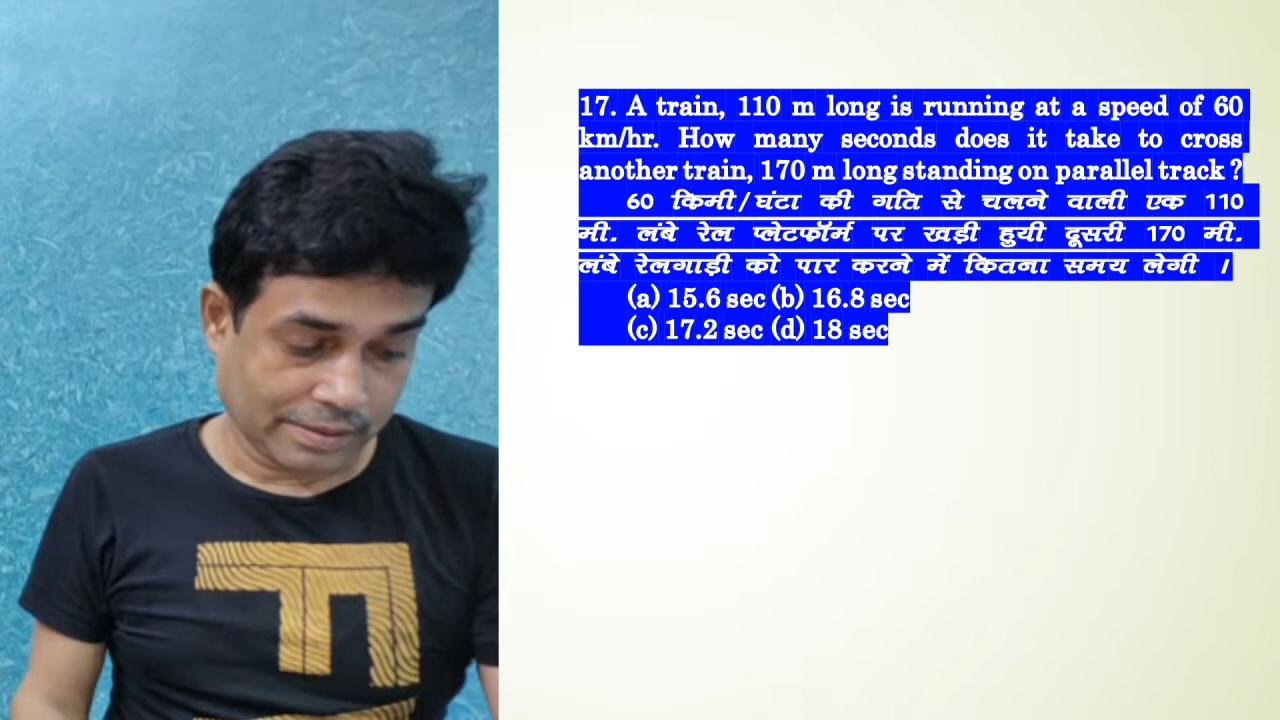 17. A train, 110 m long is running at a speed of 60
km/hr. How many seconds does it take to cross
another train, 170 m long standing on parallel track ?
60 किमी/घंटा की गति से चलने वाली एक 110
मी. लंबे रेल प्लेटफॉर्म पर खड़ी हुयी दूसरी 170 मी.
लंबे रेलगाड़ी को पार करने में कितना समय लेगी ।
(a) 15.6 sec (b) 16.8 sec
(c) 17.2 sec (d) 18 sec